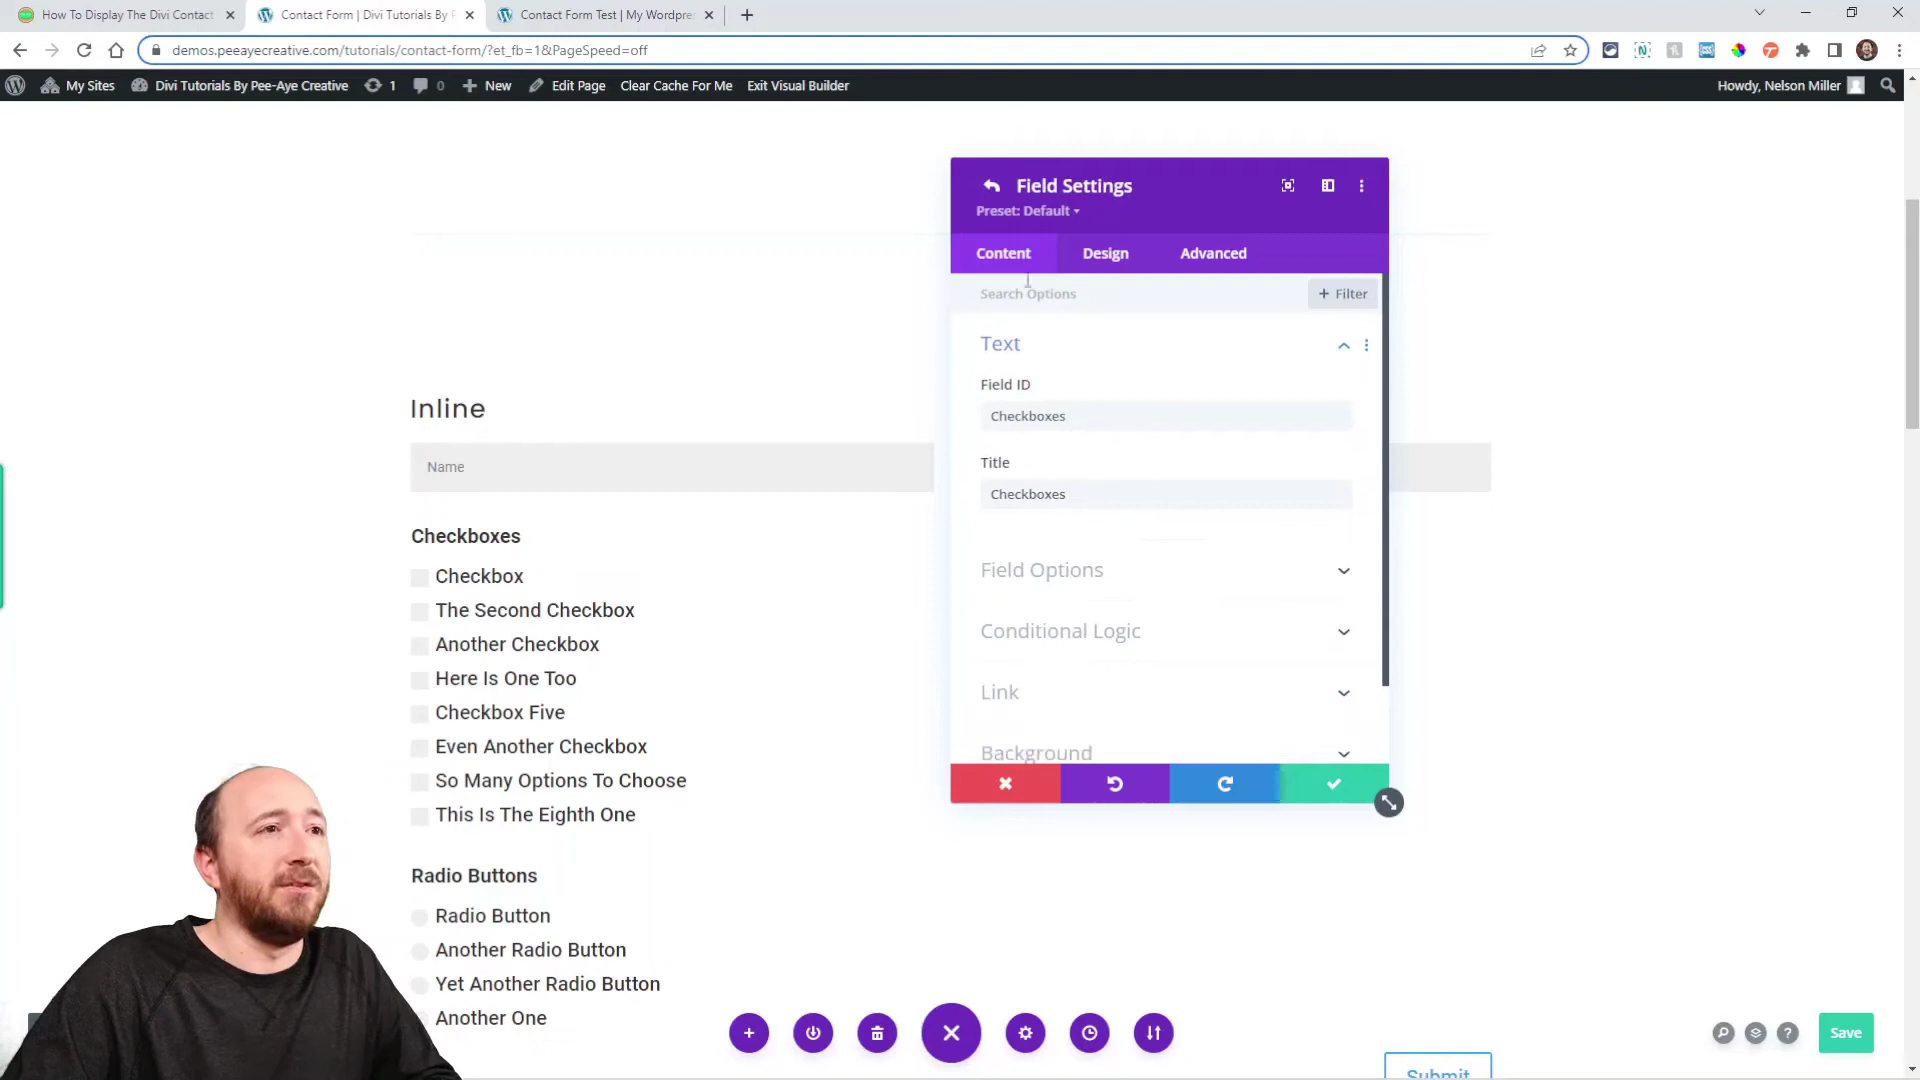 How To Display The Divi Contact
Contact Form | Divi Tutorials By P
Contact Form Test | My Wordpre
demos.peeayecreative.com/tutorials/contact-form/?et_fb=1&PageSpeed=off
My Sites
Divi Tutorials By Pee-Aye Creative
1
0
New
Edit Page
Clear Cache For Me
Exit Visual Builder
Howdy, Nelson Miller
Field Settings
Preset: Default
Content
Design
Advanced
Search Options
+ Filter
Text
Field ID
Checkboxes
Title
Checkboxes
Field Options
Conditional Logic
Link
Background
Inline
Name
Checkboxes
Checkbox
The Second Checkbox
Another Checkbox
Here Is One Too
Checkbox Five
Even Another Checkbox
So Many Options To Choose
This Is The Eighth One
Radio Buttons
Radio Button
Another Radio Button
Yet Another Radio Button
Another One
Save
Submit